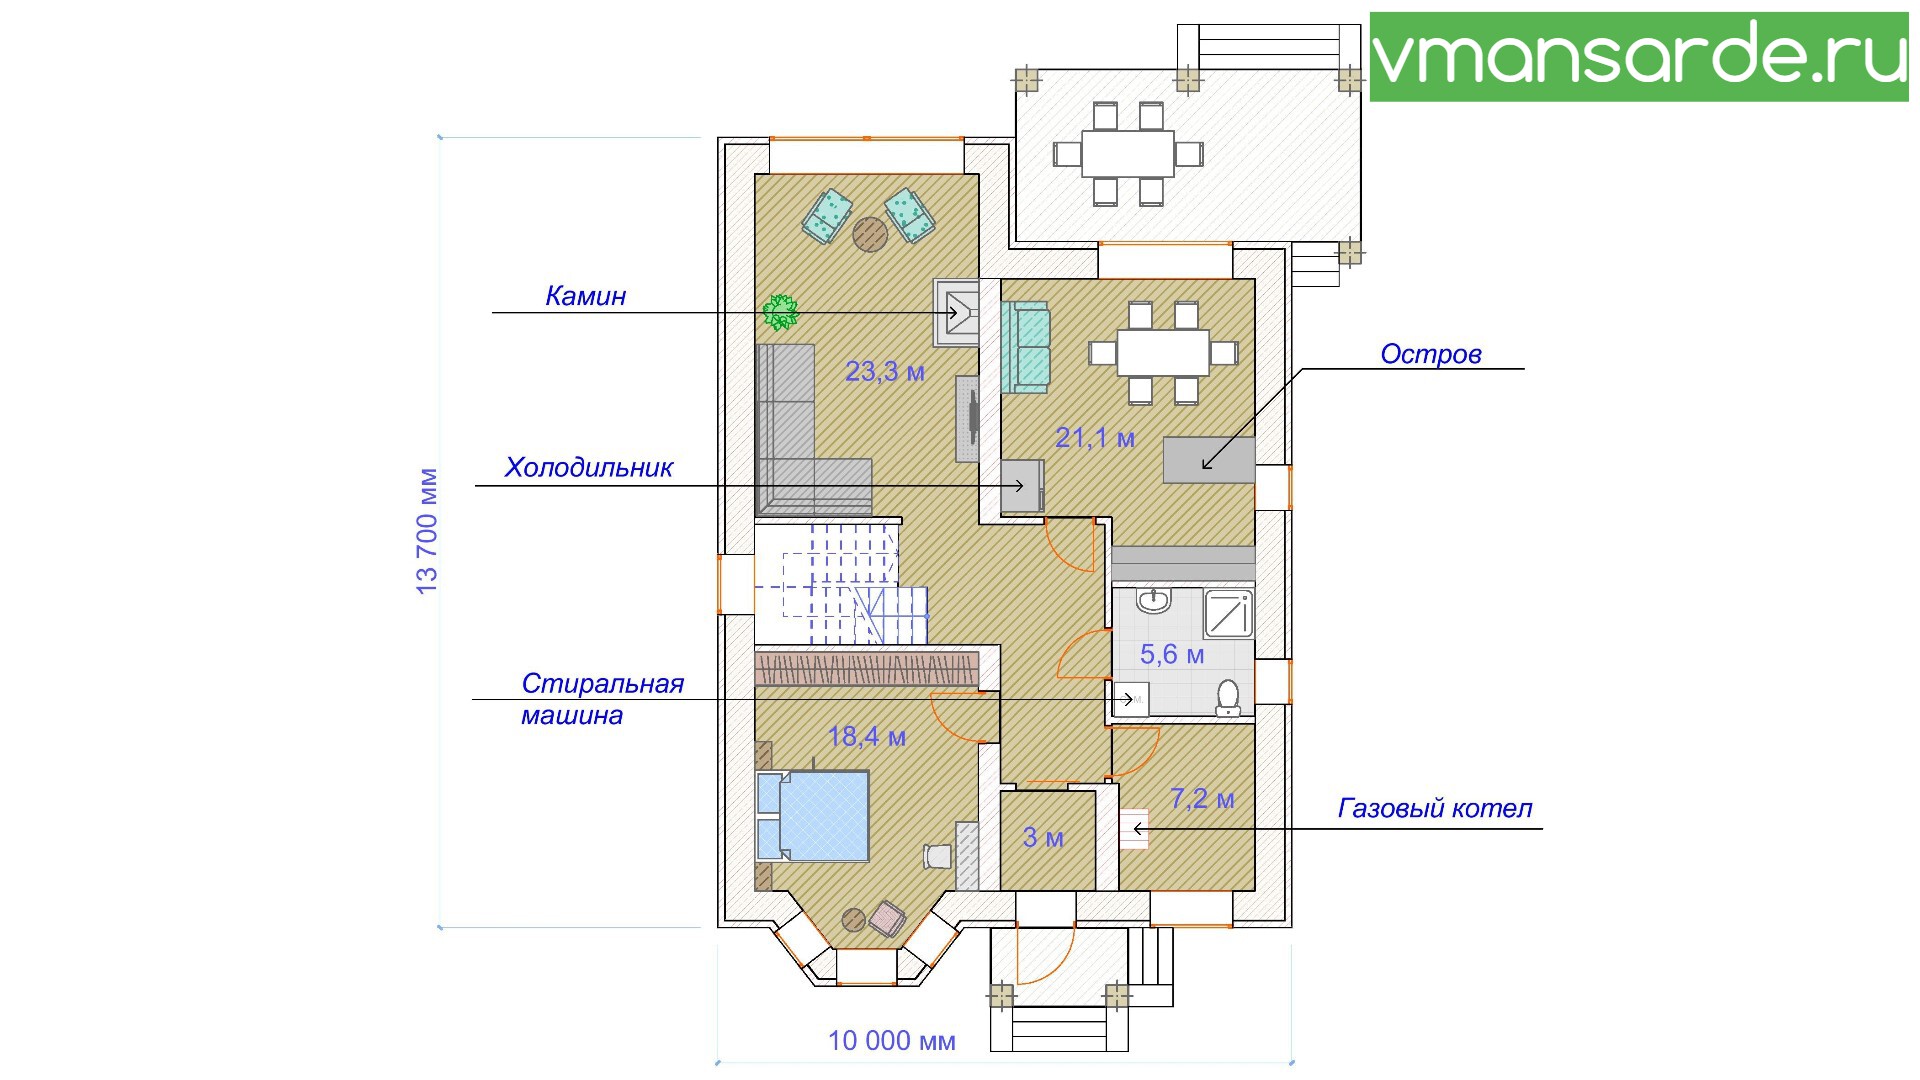 vmansarde.ru
Камин
23,3 м
Остров
21,1 м
Холодильник
13 700 мм
5,6 м
Стиральная
машина
18,4 м
7,2 м
Газовый котел
3 м
10 000 мм